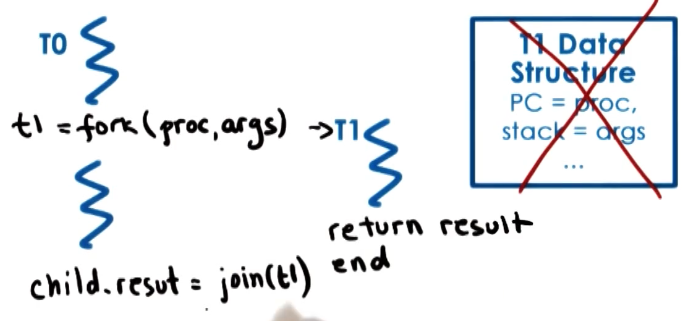 T0
t1 = fork(proc,args) →T1
return result
end
child.resut = join(t1)
T1 Data
Structure
PC = proc,
stack = args
...